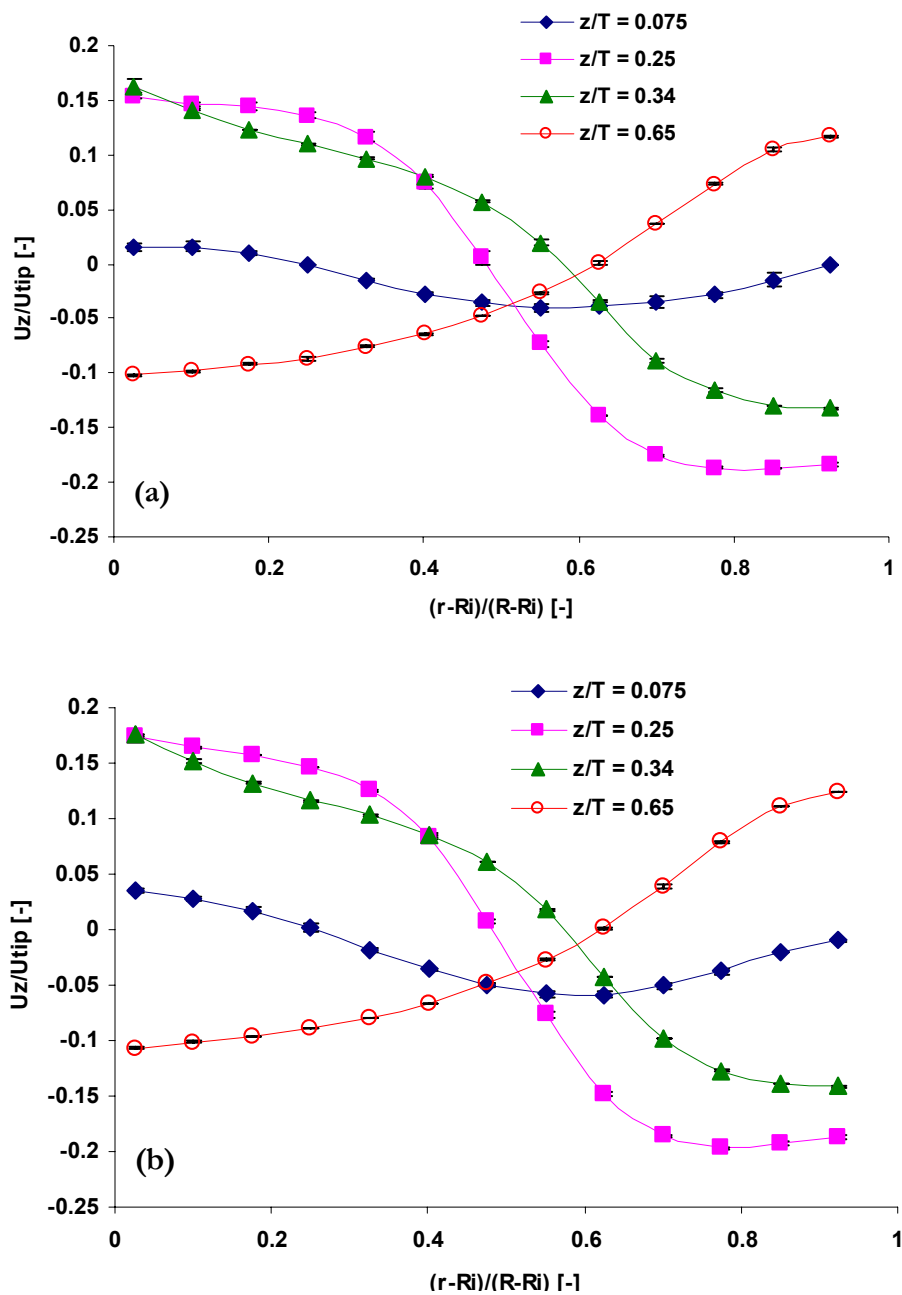 z/T = 0.075
z/T = 0.25
z/T = 0.34
z/T = 0.65
0.2
0.15
0.1
0.05
0
-0.05
-0.1
-0.15
-0.2
-0.25
Uz/Utip [-]
(a)
0 0.2 0.4 0.6 0.8 1
(r-Ri)/(R-Ri) [-]
z/T = 0.075
z/T = 0.25
z/T = 0.34
z/T = 0.65
0.2
0.15
0.1
0.05
0
-0.05
-0.1
-0.15
-0.2
-0.25
Uz/Utip [-]
(b)
0 0.2 0.4 0.6 0.8 1
(r-Ri)/(R-Ri) [-]